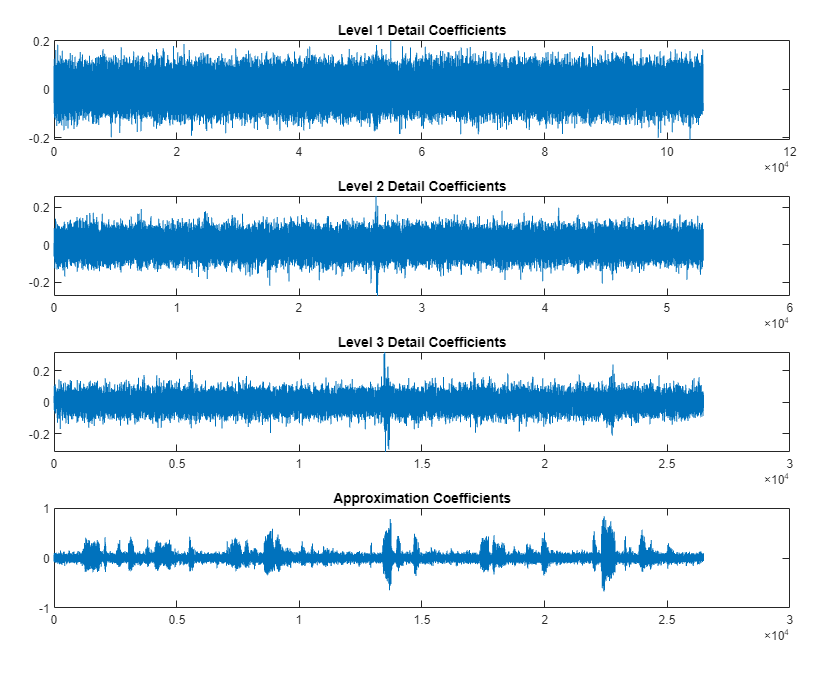 Level 1 Detail Coefficients
0.2
0
-0.2
0 2 4 6 8 10 12
×10⁴
Level 2 Detail Coefficients
0.2
0
-0.2
0 1 2 3 4 5 6
×10⁴
Level 3 Detail Coefficients
0.2
0
-0.2
0 0.5 1 1.5 2 2.5 3
×10⁴
Approximation Coefficients
1
0
-1
0 0.5 1 1.5 2 2.5 3
×10⁴